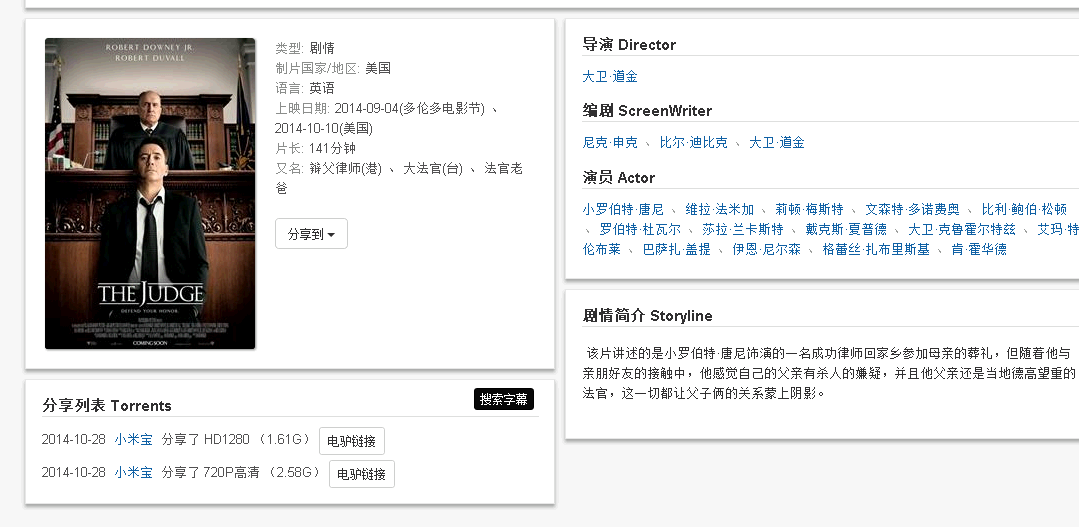 ROBERT DOWNEY JR.
ROBERT DUVALL
THE JUDGE
DEFEND YOUR HONOR
COMING SOON
类型: 剧情
制片国家/地区: 美国
语言: 英语
上映日期: 2014-09-04(多伦多电影节) 、
2014-10-10(美国)
片长: 141分钟
又名: 辩父律师(港) 、 大法官(台) 、 法官老
爸
分享到
分享列表 Torrents
搜索字幕
2014-10-28 小米宝 分享了 HD1280 （1.61G） 电驴链接
2014-10-28 小米宝 分享了 720P高清 （2.58G） 电驴链接
导演 Director
大卫·道金
编剧 ScreenWriter
尼克·申克 、 比尔·迪比克 、 大卫·道金
演员 Actor
小罗伯特·唐尼 、 维拉·法米加 、 莉顿·梅斯特 、 文森特·多诺费奥 、 比利·鲍伯·松顿
、 罗伯特·杜瓦尔 、 莎拉·兰卡斯特 、 戴克斯·夏普德 、 大卫·克鲁霍尔特兹 、 艾玛·特
伦布莱 、 巴萨扎·盖提 、 伊恩·尼尔森 、 格蕾丝·扎布里斯基 、 肯·霍华德
剧情简介 Storyline
该片讲述的是小罗伯特·唐尼饰演的一名成功律师回家乡参加母亲的葬礼，但随着他与
亲朋好友的接触中，他感觉自己的父亲有杀人的嫌疑，并且他父亲还是当地德高望重的
法官，这一切都让父子俩的关系蒙上阴影。